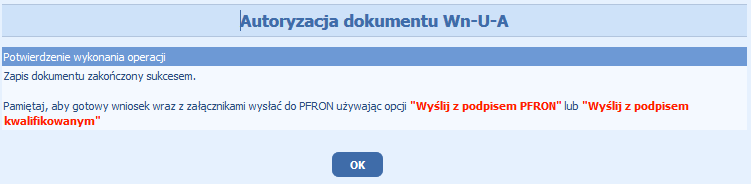 Autoryzacja dokumentu Wn-U-A
Potwierdzenie wykonania operacji
Zapis dokumentu zakończony sukcesem.
Pamiętaj, aby gotowy wniosek wraz z załącznikami wysłać do PFRON używając opcji "Wyślij z podpisem PFRON" lub "Wyślij z podpisem
kwalifikowanym"
OK